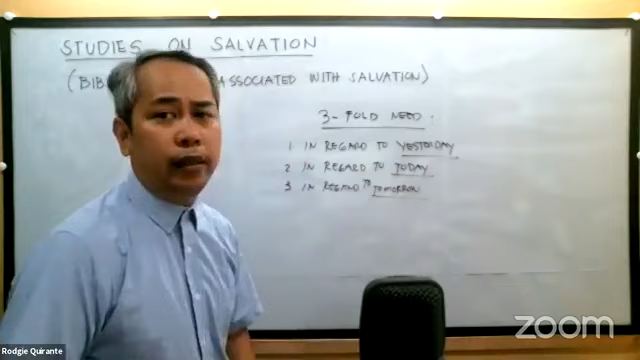 STUDIES ON SALVATION
(BIB ASSOCIATED WITH SALVATION)
3-FOLD NEED:
1 IN REGARD TO YESTERDAY
2 IN REGARD TO TODAY
3 IN REGARD TO TOMORROW
zoom
Rodgie Quirante